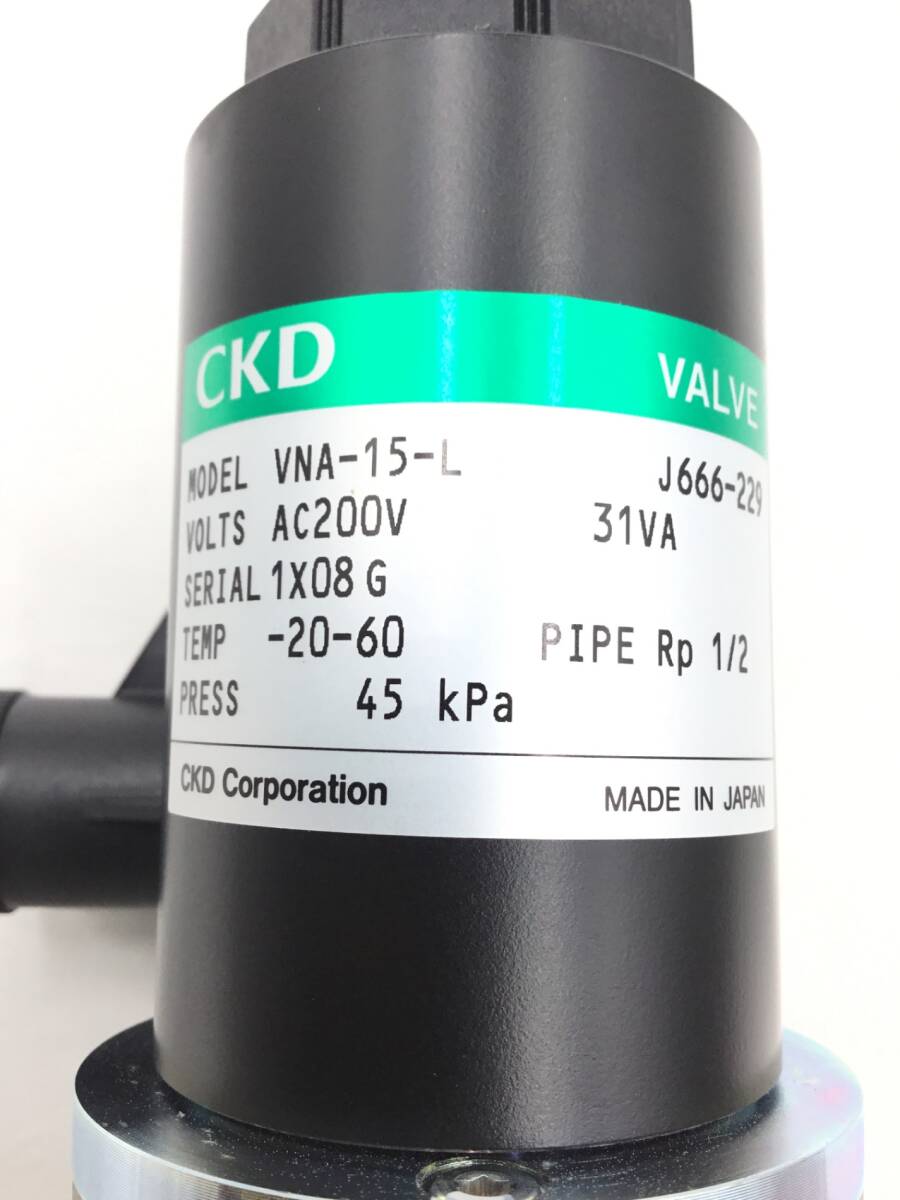 CKD VALVE
MODEL VNA-15-L J666-229
VOLTS AC200V 31VA
SERIAL 1X08 G
TEMP -20-60 PIPE Rp 1/2
PRESS 45 kPa
CKD Corporation MADE IN JAPAN